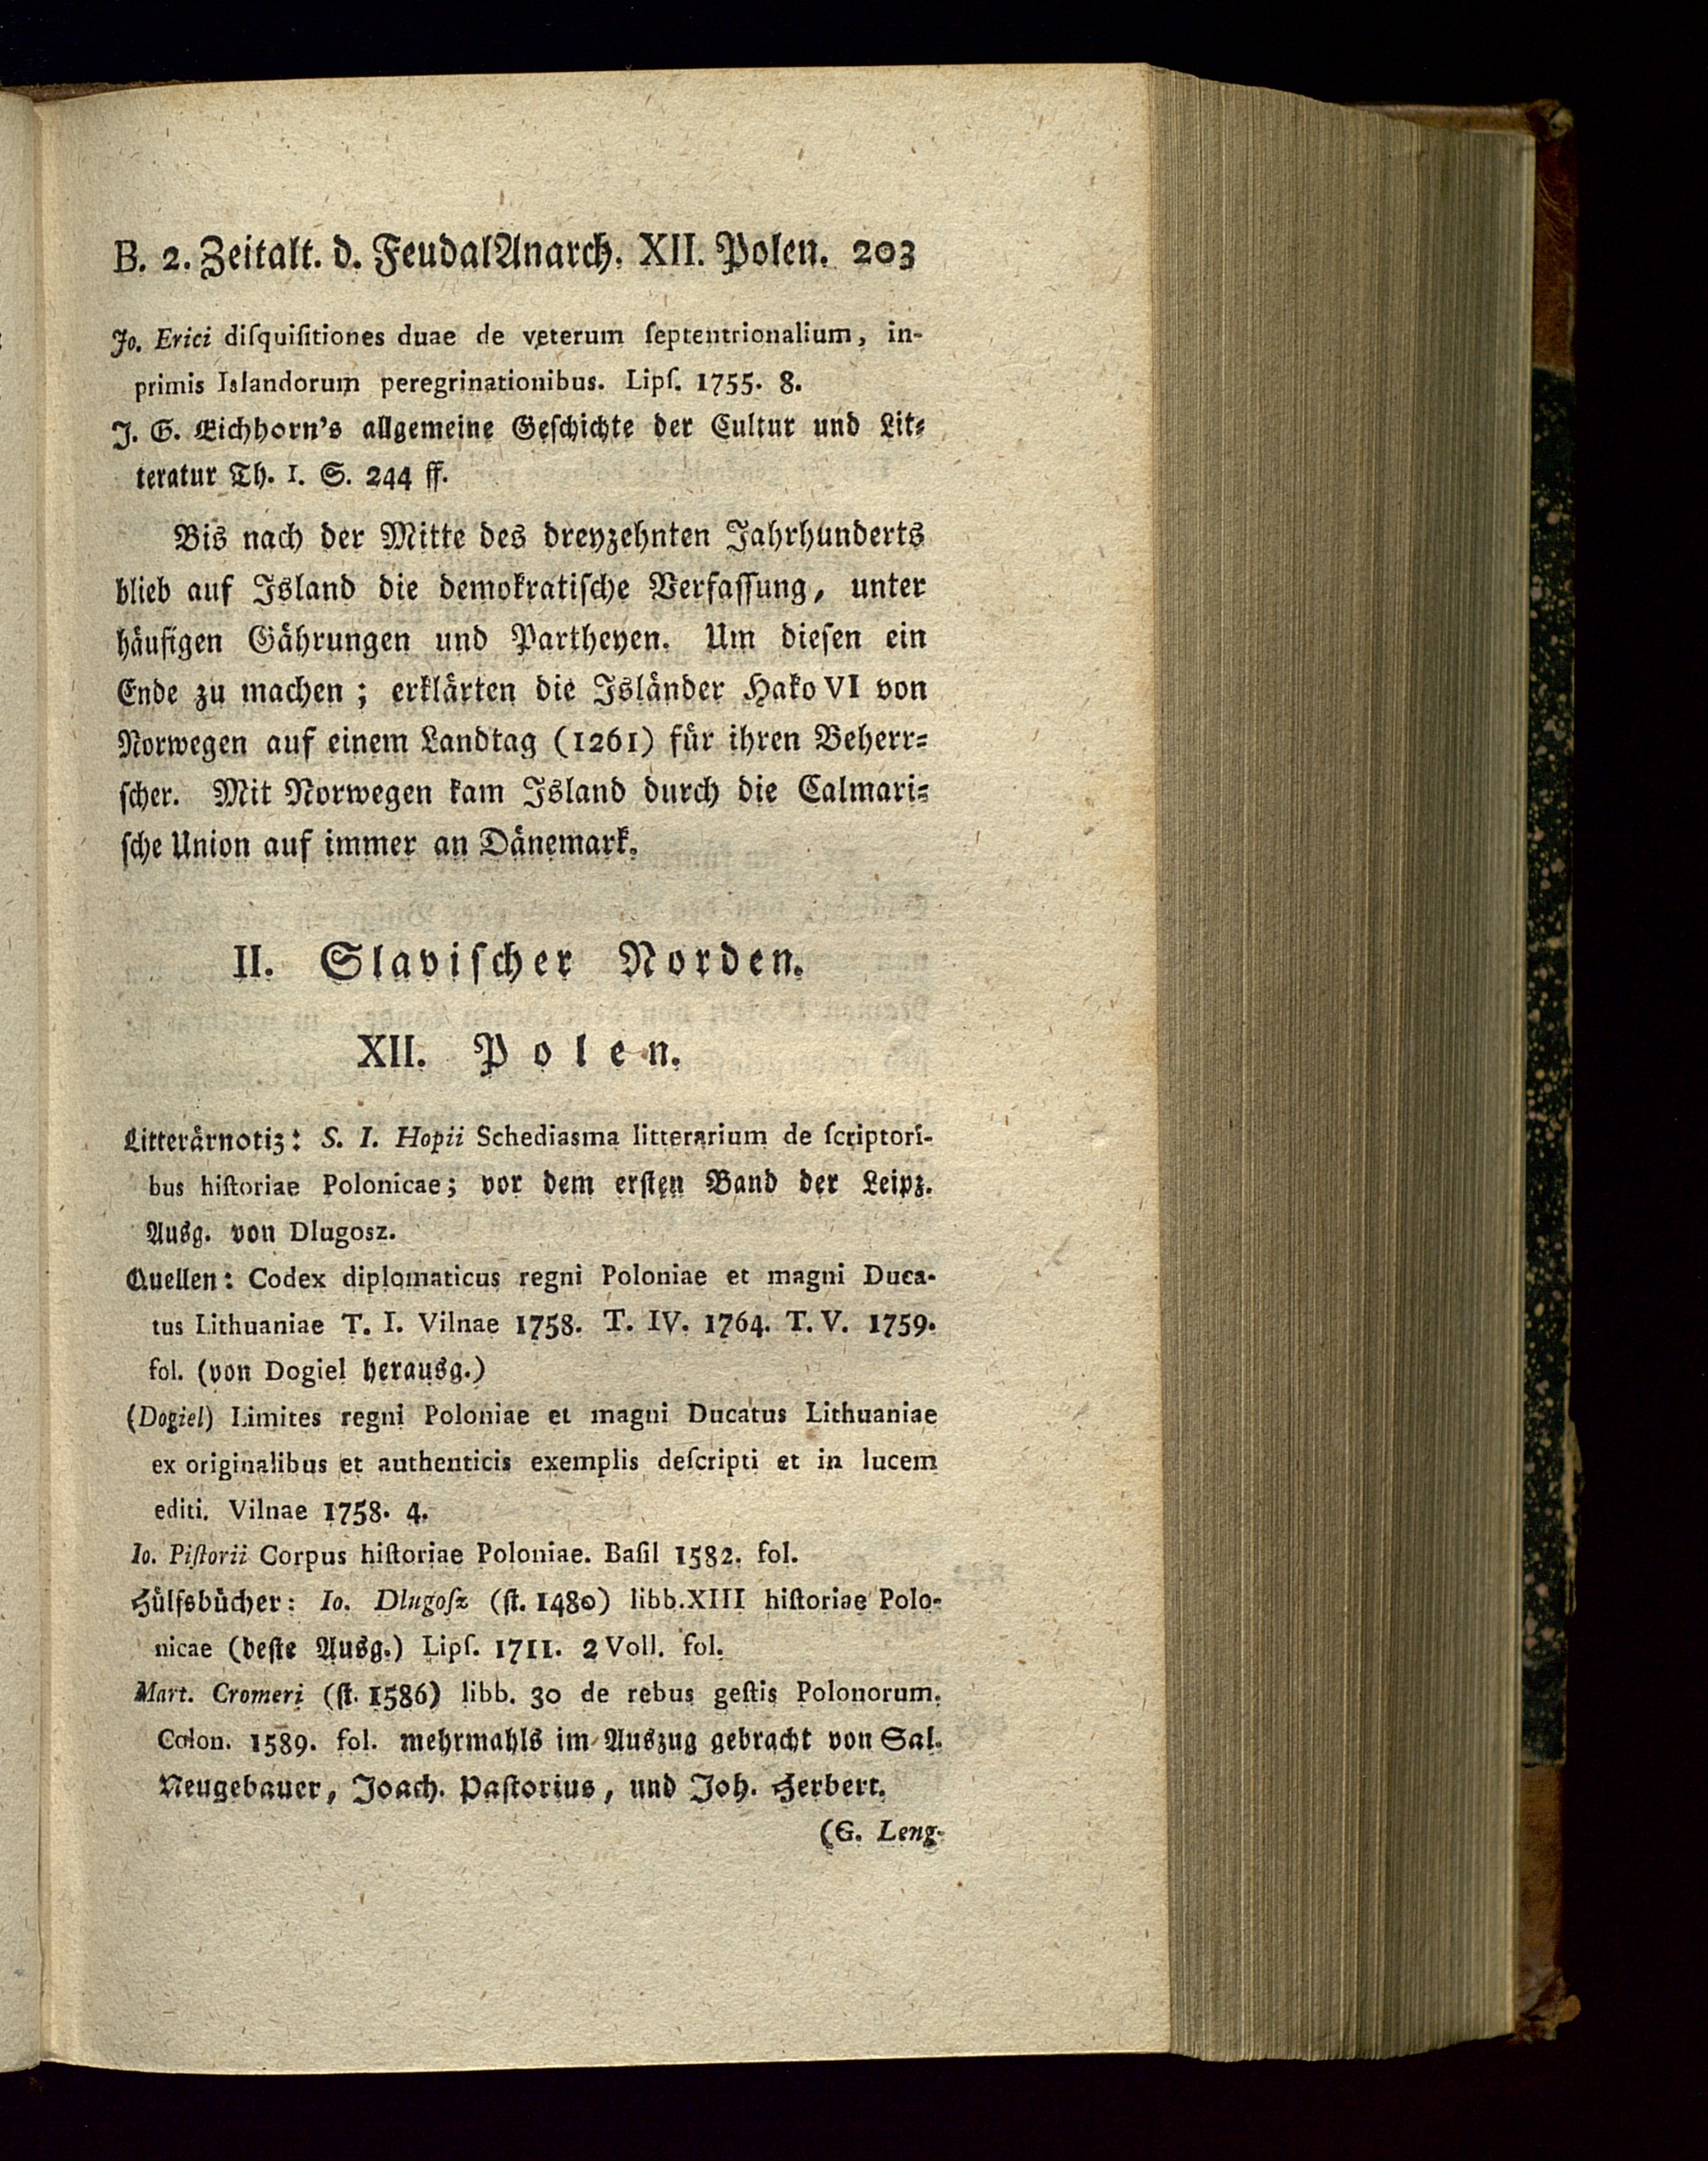 B. 2. Zeitalt. d. FeudalAnarch. XII. Polen. 203
Jo. Erici diſquiſitiones duae de veterum ſeptentrionalium, in-
primis Islandorum peregrinationibus. Lipſ. 1755. 8.
J. G. Eichhorn's allgemeine Geſchichte der Cultur und Lit⸗
teratur Th. I. S. 244 ff.
Bis nach der Mitte des dreyzehnten Jahrhunderts
blieb auf Island die demokratiſche Verfaſſung, unter
häufigen Gährungen und Partheyen. Um dieſen ein
Ende zu machen; erklärten die Isländer Hako VI von
Norwegen auf einem Landtag (1261) für ihren Beherr⸗
ſcher. Mit Norwegen kam Island durch die Calmari⸗
ſche Union auf immer an Dänemark.
II. Slaviſcher Norden.
XII. Polen.
Litterärnotiz: S. I. Hopii Schediasma litterarium de ſcriptori-
bus hiſtoriae Polonicae; vor dem erſten Band der Leipz.
Ausg. von Dlugosz.
Quellen: Codex diplomaticus regni Poloniae et magni Duca-
tus Lithuaniae T. I. Vilnae 1758. T. IV. 1764. T. V. 1759.
fol. (von Dogiel herausg.)
(Dogiel) Limites regni Poloniae et magni Ducatus Lithuaniae
ex originalibus et authenticis exemplis deſcripti et in lucem
editi. Vilnae 1758. 4.
Io. Piſtorii Corpus hiſtoriae Poloniae. Baſil 1582. fol.
Hülfsbücher: Io. Dlugoſz (ſt. 1480) libb. XIII hiſtoriae Polo-
nicae (beſte Ausg.) Lipſ. 1711. 2 Voll. fol.
Mart. Cromeri (ſt. 1586) libb. 30 de rebus geſtis Polonorum.
Colon. 1589. fol. mehrmahls im Auszug gebracht von Sal.
Neugebauer, Joach. Paſtorius, und Joh. Herbert.
(G. Leng-